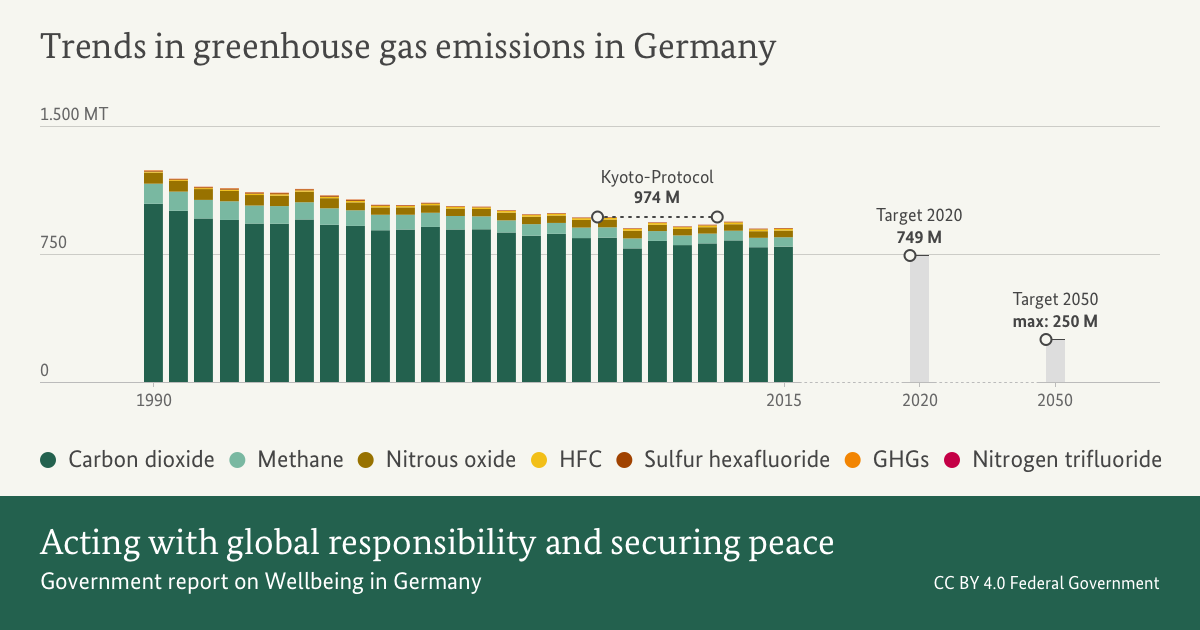 Trends in greenhouse gas emissions in Germany
1.500 MT
Kyoto-Protocol
974 M
Target 2020
749 M
750
Target 2050
max: 250 M
0
1990 2015 2020 2050
Carbon dioxide Methane Nitrous oxide HFC Sulfur hexafluoride GHGs Nitrogen trifluoride
Acting with global responsibility and securing peace
Government report on Wellbeing in Germany
CC BY 4.0 Federal Government